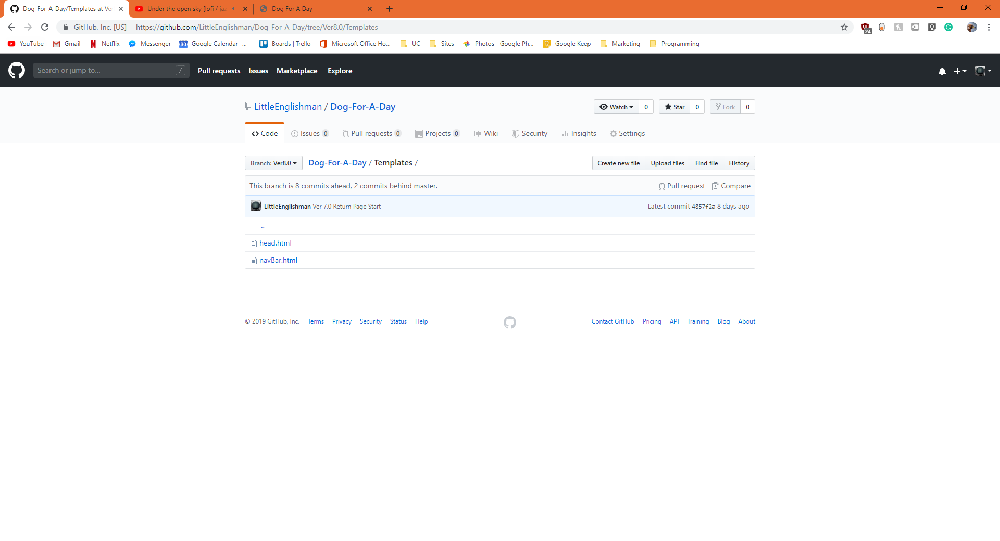 Dog-For-A-Day/Templates at Ver
Under the open sky [lofi / jaz
Dog For A Day
GitHub, Inc. [US]
https://github.com/LittleEnglishman/Dog-For-A-Day/tree/Ver8.0/Templates
24
YouTube Gmail Netflix Messenger 30 Google Calendar -... Boards | Trello Microsoft Office Ho... UC Sites Photos - Google Ph... Google Keep Marketing Programming
Search or jump to... / Pull requests Issues Marketplace Explore
LittleEnglishman / Dog-For-A-Day Watch 0 Star 0 Fork 0
Code Issues 0 Pull requests 0 Projects 0 Wiki Security Insights Settings
Branch: Ver8.0 Dog-For-A-Day / Templates / Create new file Upload files Find file History
This branch is 8 commits ahead, 2 commits behind master. Pull request Compare
LittleEnglishman Ver 7.0 Return Page Start Latest commit 4857f2a 8 days ago
..
head.html
navBar.html
© 2019 GitHub, Inc. Terms Privacy Security Status Help Contact GitHub Pricing API Training Blog About